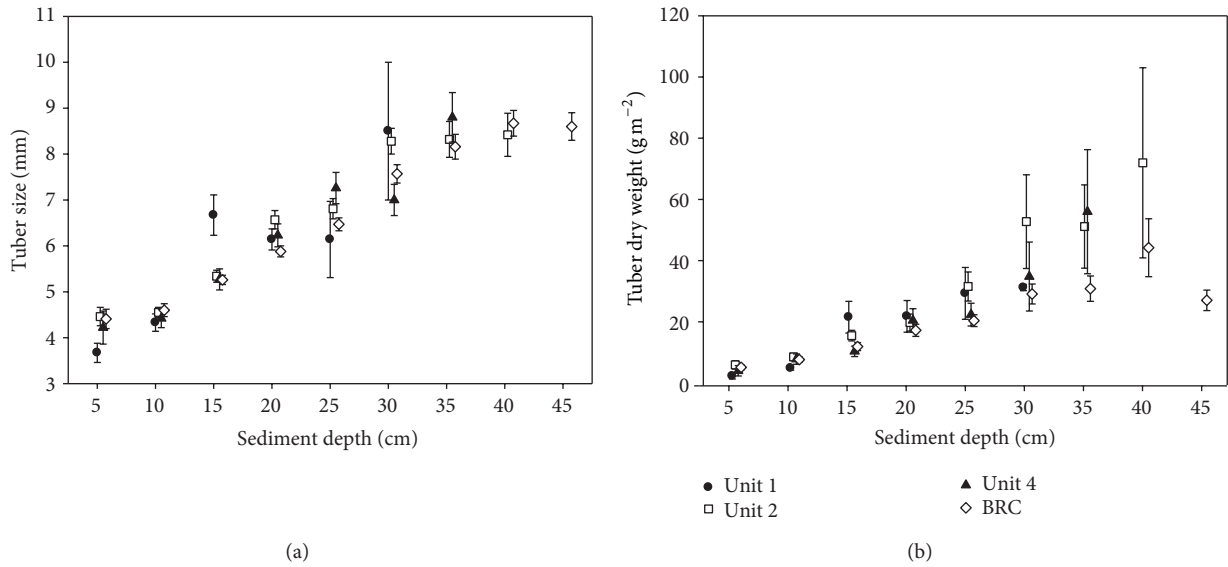 11
10
9
8
7
6
5
4
3
Tuber size (mm)
5 10 15 20 25 30 35 40 45
Sediment depth (cm)
(a)
120
100
80
60
40
20
0
Tuber dry weight (g m⁻²)
5 10 15 20 25 30 35 40 45
Sediment depth (cm)
Unit 1
Unit 2
Unit 4
BRC
(b)